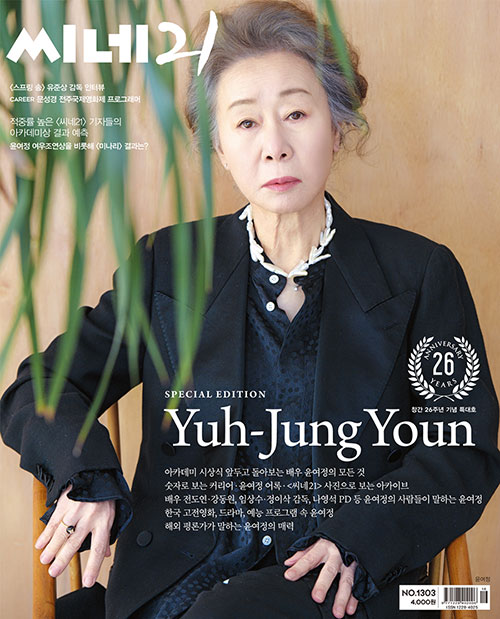 씨네21
〈스프링 송〉 유준상 감독 인터뷰
CAREER 문성경 전주국제영화제 프로그래머
적중률 높은 〈씨네21〉 기자들의
아카데미상 결과 예측
윤여정 여우조연상을 비롯해 〈미나리〉 결과는?
ANNIVERSARY
26
YEARS
창간 26주년 기념 특대호
SPECIAL EDITION
Yuh-Jung Youn
아카데미 시상식 앞두고 돌아보는 배우 윤여정의 모든 것
숫자로 보는 커리어·윤여정 어록·〈씨네21〉 사진으로 보는 아카이브
배우 전도연·강동원, 임상수·정이삭 감독, 나영석 PD 등 윤여정의 사람들이 말하는 윤여정
한국 고전영화, 드라마, 예능 프로그램 속 윤여정
해외 평론가가 말하는 윤여정의 매력
윤여정
NO.1303
4,000원